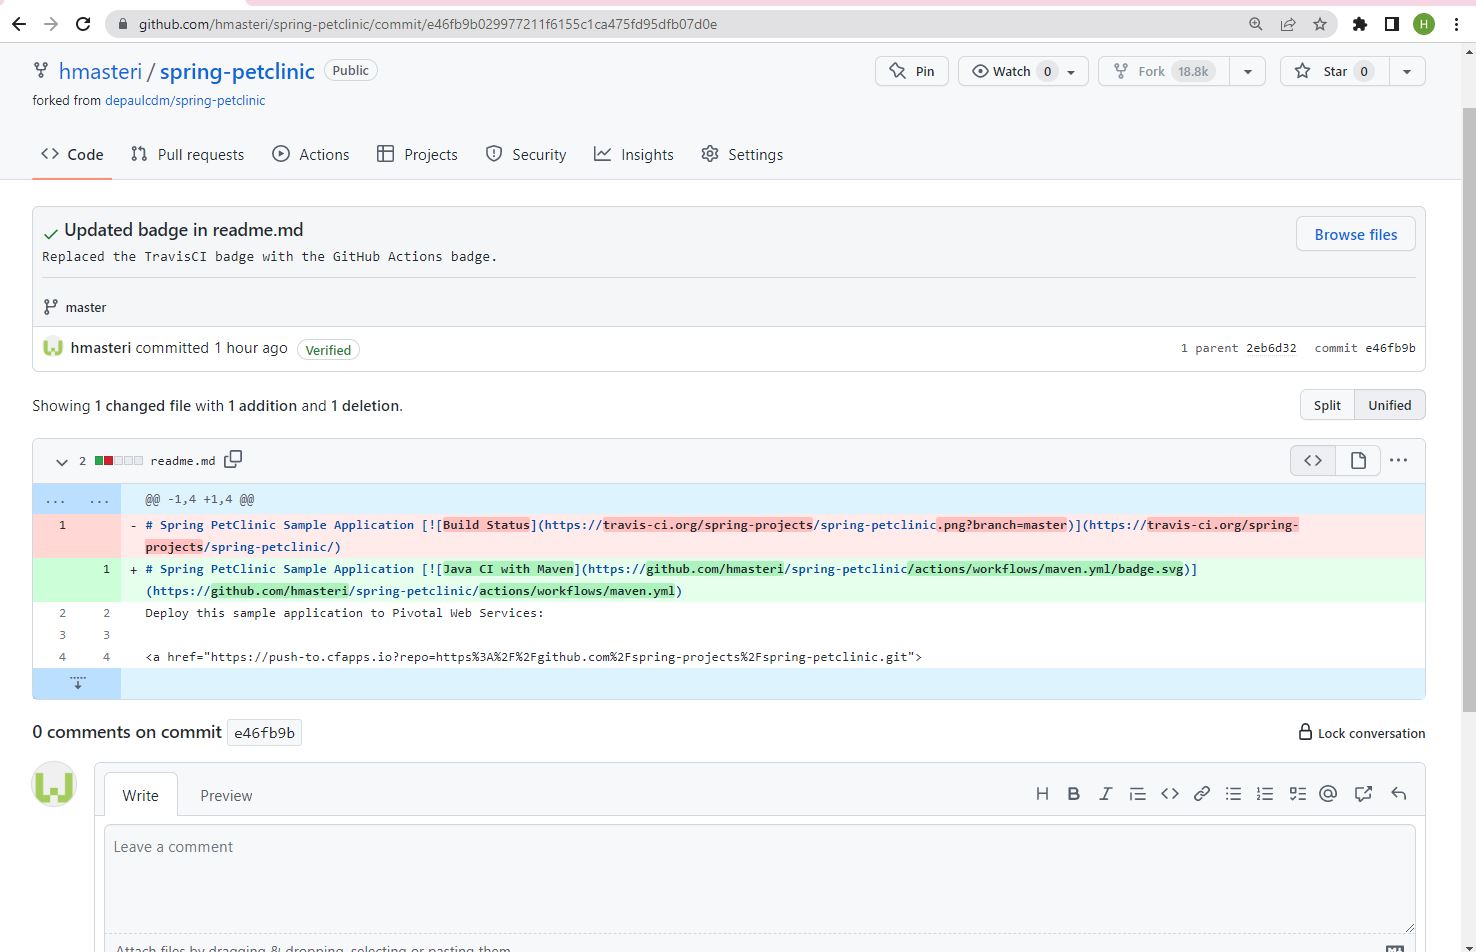 github.com/hmasteri/spring-petclinic/commit/e46fb9b029977211f6155c1ca475fd95dfb07d0e
H
hmasteri / spring-petclinic Public
Pin
Watch 0
Fork 18.8k
Star 0
forked from depaulcdm/spring-petclinic
Code Pull requests Actions Projects Security Insights Settings
Updated badge in readme.md
Browse files
Replaced the TravisCI badge with the GitHub Actions badge.
master
hmasteri committed 1 hour ago Verified
1 parent 2eb6d32 commit e46fb9b
Showing 1 changed file with 1 addition and 1 deletion.
Split Unified
2 readme.md
... ... @@ -1,4 +1,4 @@
1 - # Spring PetClinic Sample Application [![Build Status](https://travis-ci.org/spring-projects/spring-petclinic.png?branch=master)](https://travis-ci.org/spring-
projects/spring-petclinic/)
1 + # Spring PetClinic Sample Application [![Java CI with Maven](https://github.com/hmasteri/spring-petclinic/actions/workflows/maven.yml/badge.svg)]
(https://github.com/hmasteri/spring-petclinic/actions/workflows/maven.yml)
2 2 Deploy this sample application to Pivotal Web Services:
3 3
4 4 <a href="https://push-to.cfapps.io?repo=https%3A%2F%2Fgithub.com%2Fspring-projects%2Fspring-petclinic.git">
0 comments on commit e46fb9b
Lock conversation
Write Preview
Leave a comment
Attach files by dragging & dropping, selecting or pasting them.